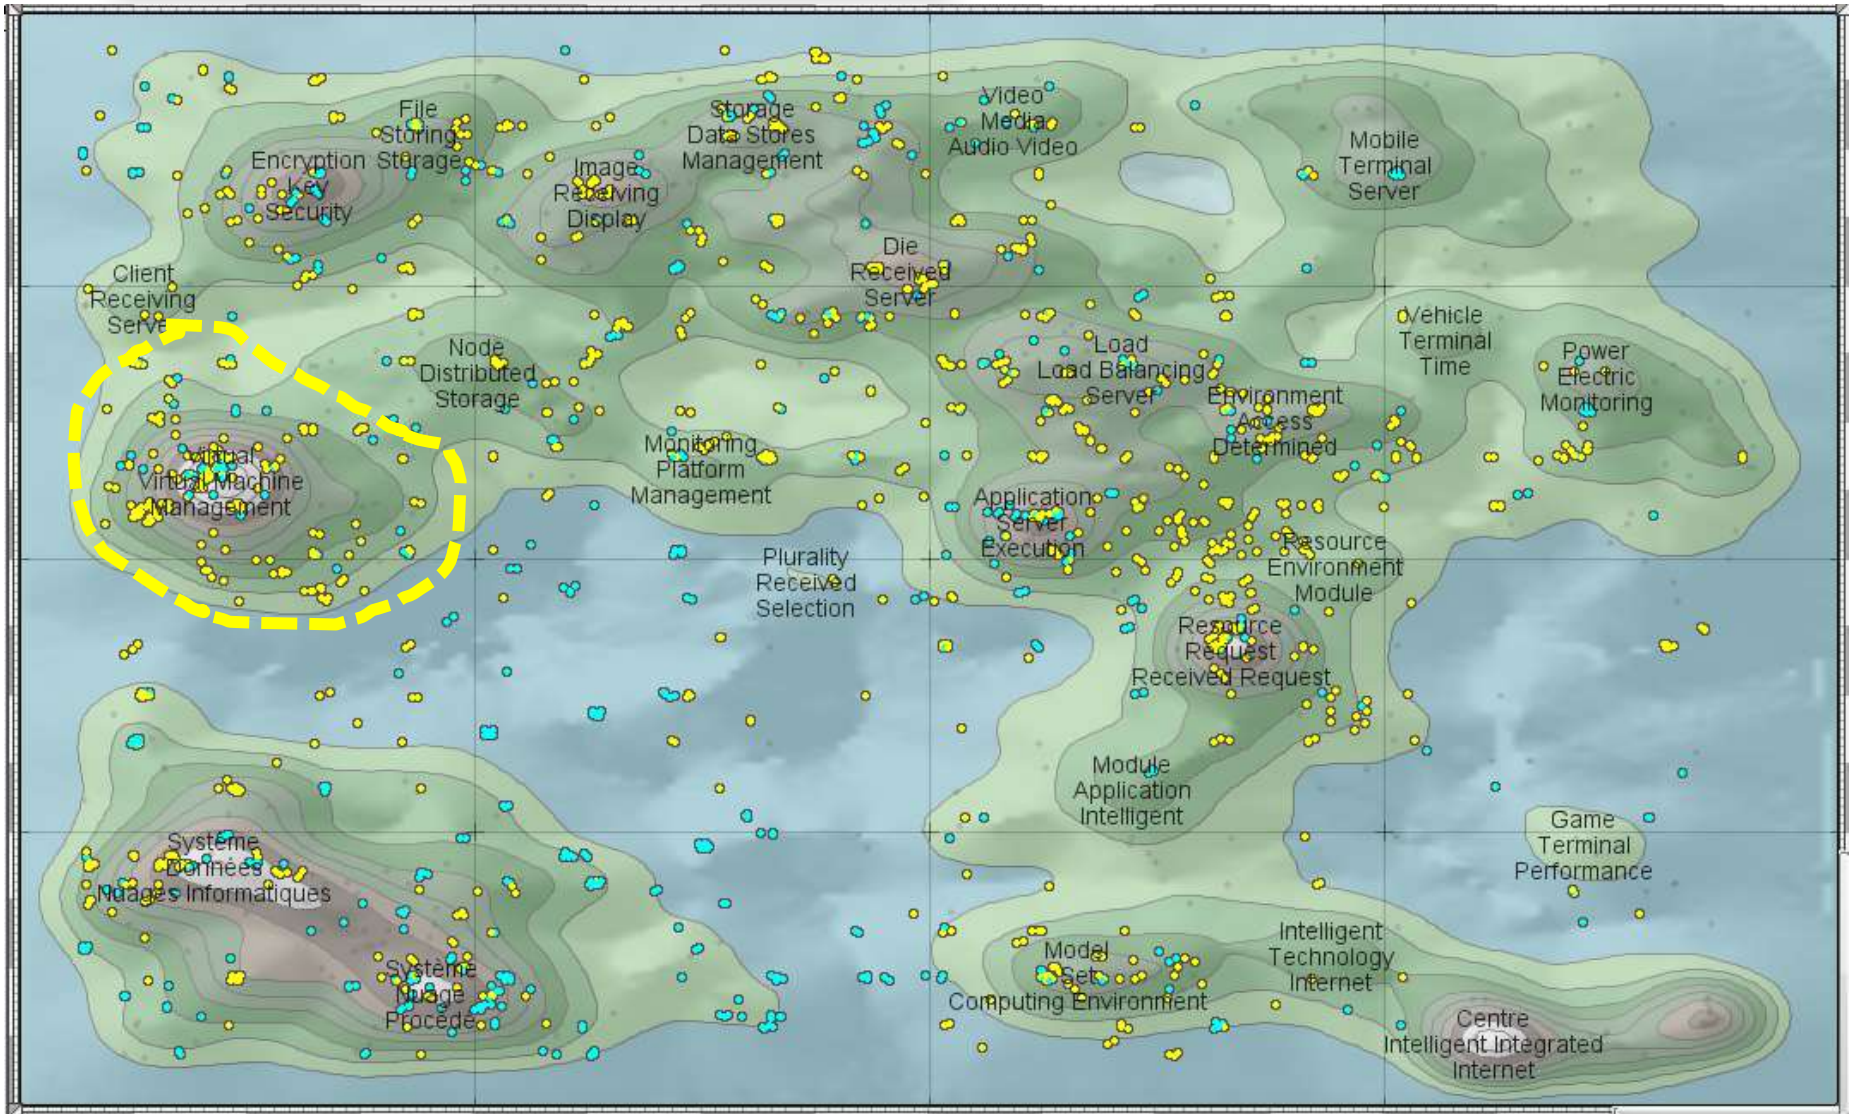 File
Storing
Storage
Encryption
Key
Security
Image
Receiving
Display
Storage
Data Stores
Management
Video
Media
Audio Video
Mobile
Terminal
Server
Client
Receiving
Server
Die
Received
Server
Node
Distributed
Storage
Load
Load Balancing
Server
Environment
Access
Determined
Vehicle
Terminal
Time
Power
Electric
Monitoring
Virtual
Virtual Machine
Management
Monitoring
Platform
Management
Application
Server
Execution
Plurality
Received
Selection
Resource
Environment
Module
Resource
Request
Received Request
Module
Application
Intelligent
Game
Terminal
Performance
Système
Données
Nuages Informatiques
Système
Nuage
Procédé
Model
Set
Computing Environment
Intelligent
Technology
Internet
Centre
Intelligent Integrated
Internet